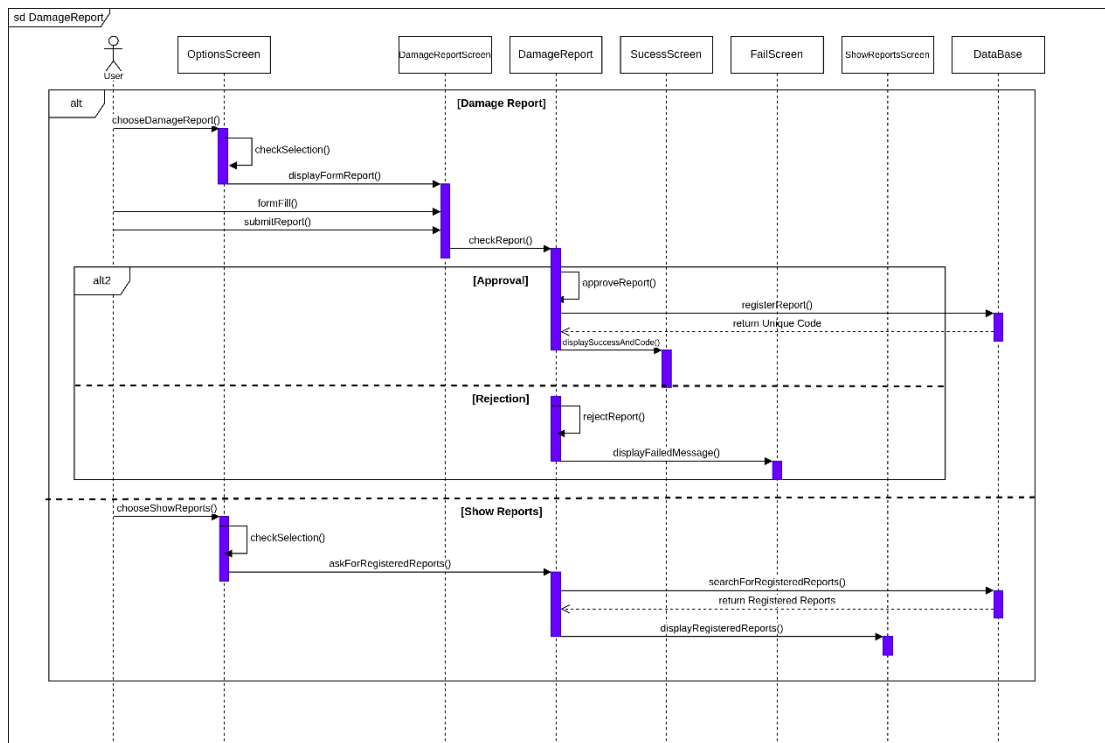 sd DamageReport
User
OptionsScreen
DamageReportScreen
DamageReport
SucessScreen
FailScreen
ShowReportsScreen
DataBase
alt
[Damage Report]
chooseDamageReport()
checkSelection()
displayFormReport()
formFill()
submitReport()
checkReport()
alt2
[Approval]
approveReport()
registerReport()
return Unique Code
displaySuccessAndCode()
[Rejection]
rejectReport()
displayFailedMessage()
[Show Reports]
chooseShowReports()
checkSelection()
askForRegisteredReports()
searchForRegisteredReports()
return Registered Reports
displayRegisteredReports()